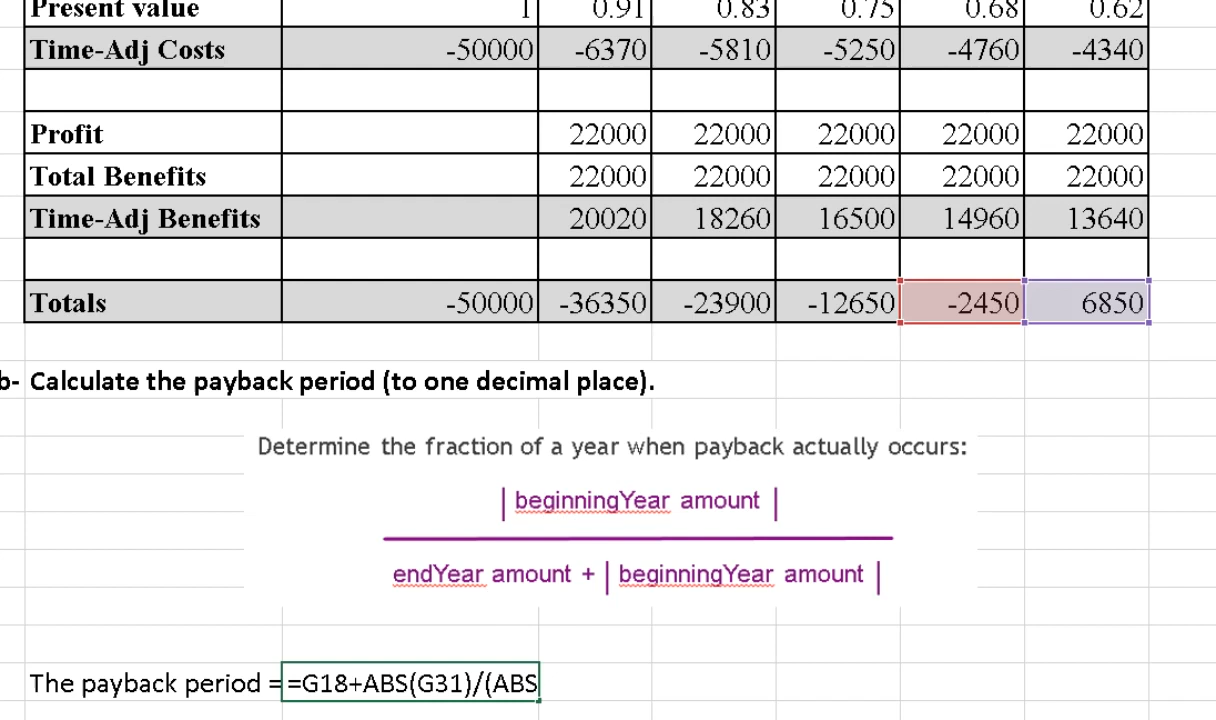 Present value 1 0.91 0.83 0.75 0.68 0.62
Time-Adj Costs -50000 -6370 -5810 -5250 -4760 -4340
Profit 22000 22000 22000 22000 22000
Total Benefits 22000 22000 22000 22000 22000
Time-Adj Benefits 20020 18260 16500 14960 13640
Totals -50000 -36350 -23900 -12650 -2450 6850
b- Calculate the payback period (to one decimal place).
Determine the fraction of a year when payback actually occurs:
| beginningYear amount |
endYear amount + | beginningYear amount |
The payback period = =G18+ABS(G31)/(ABS